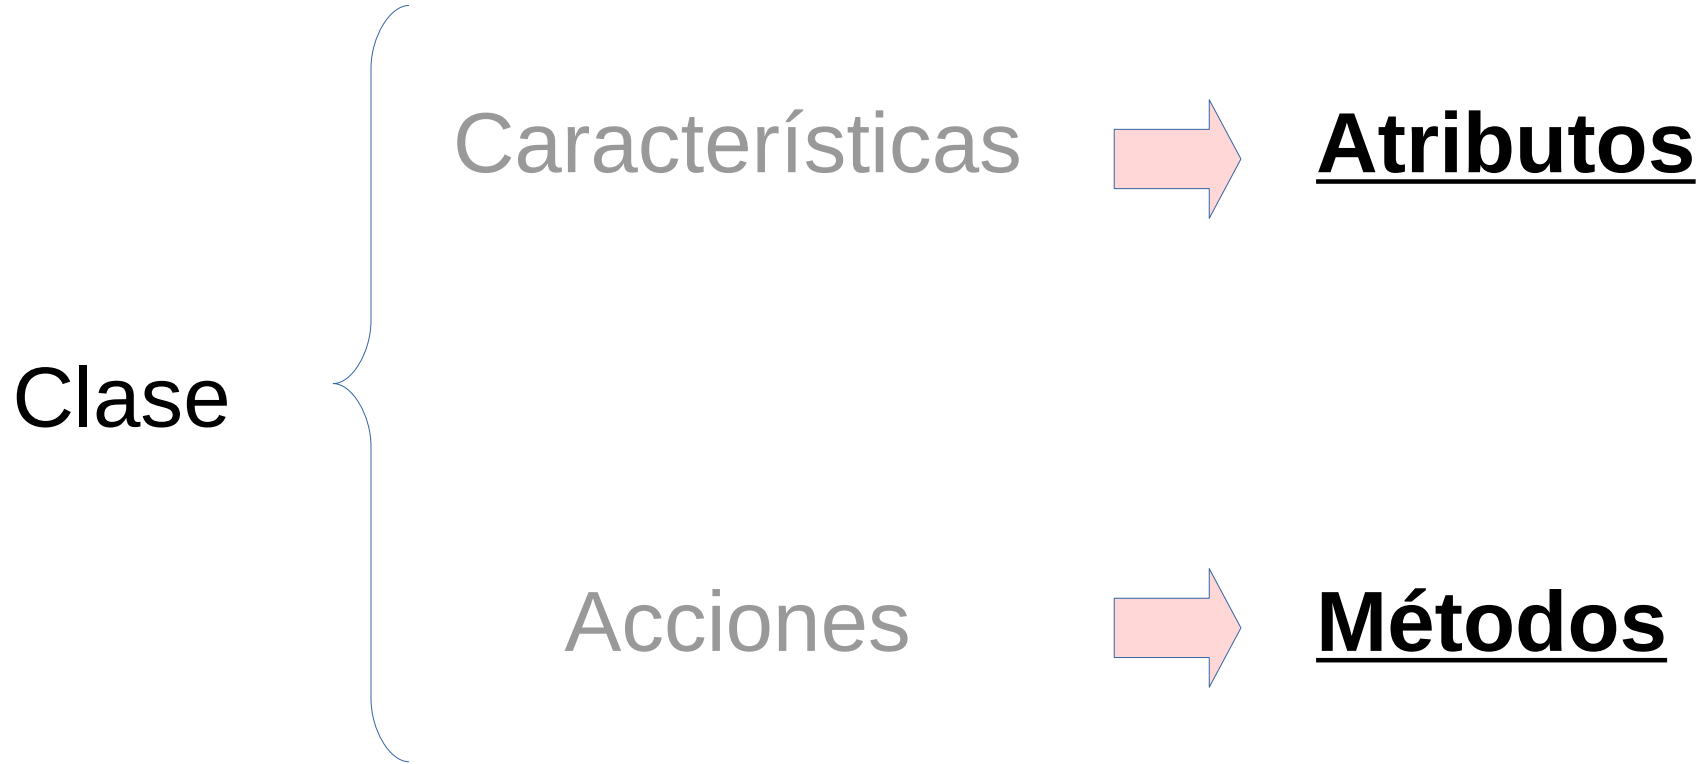 Características
Atributos
Clase
Acciones
Métodos